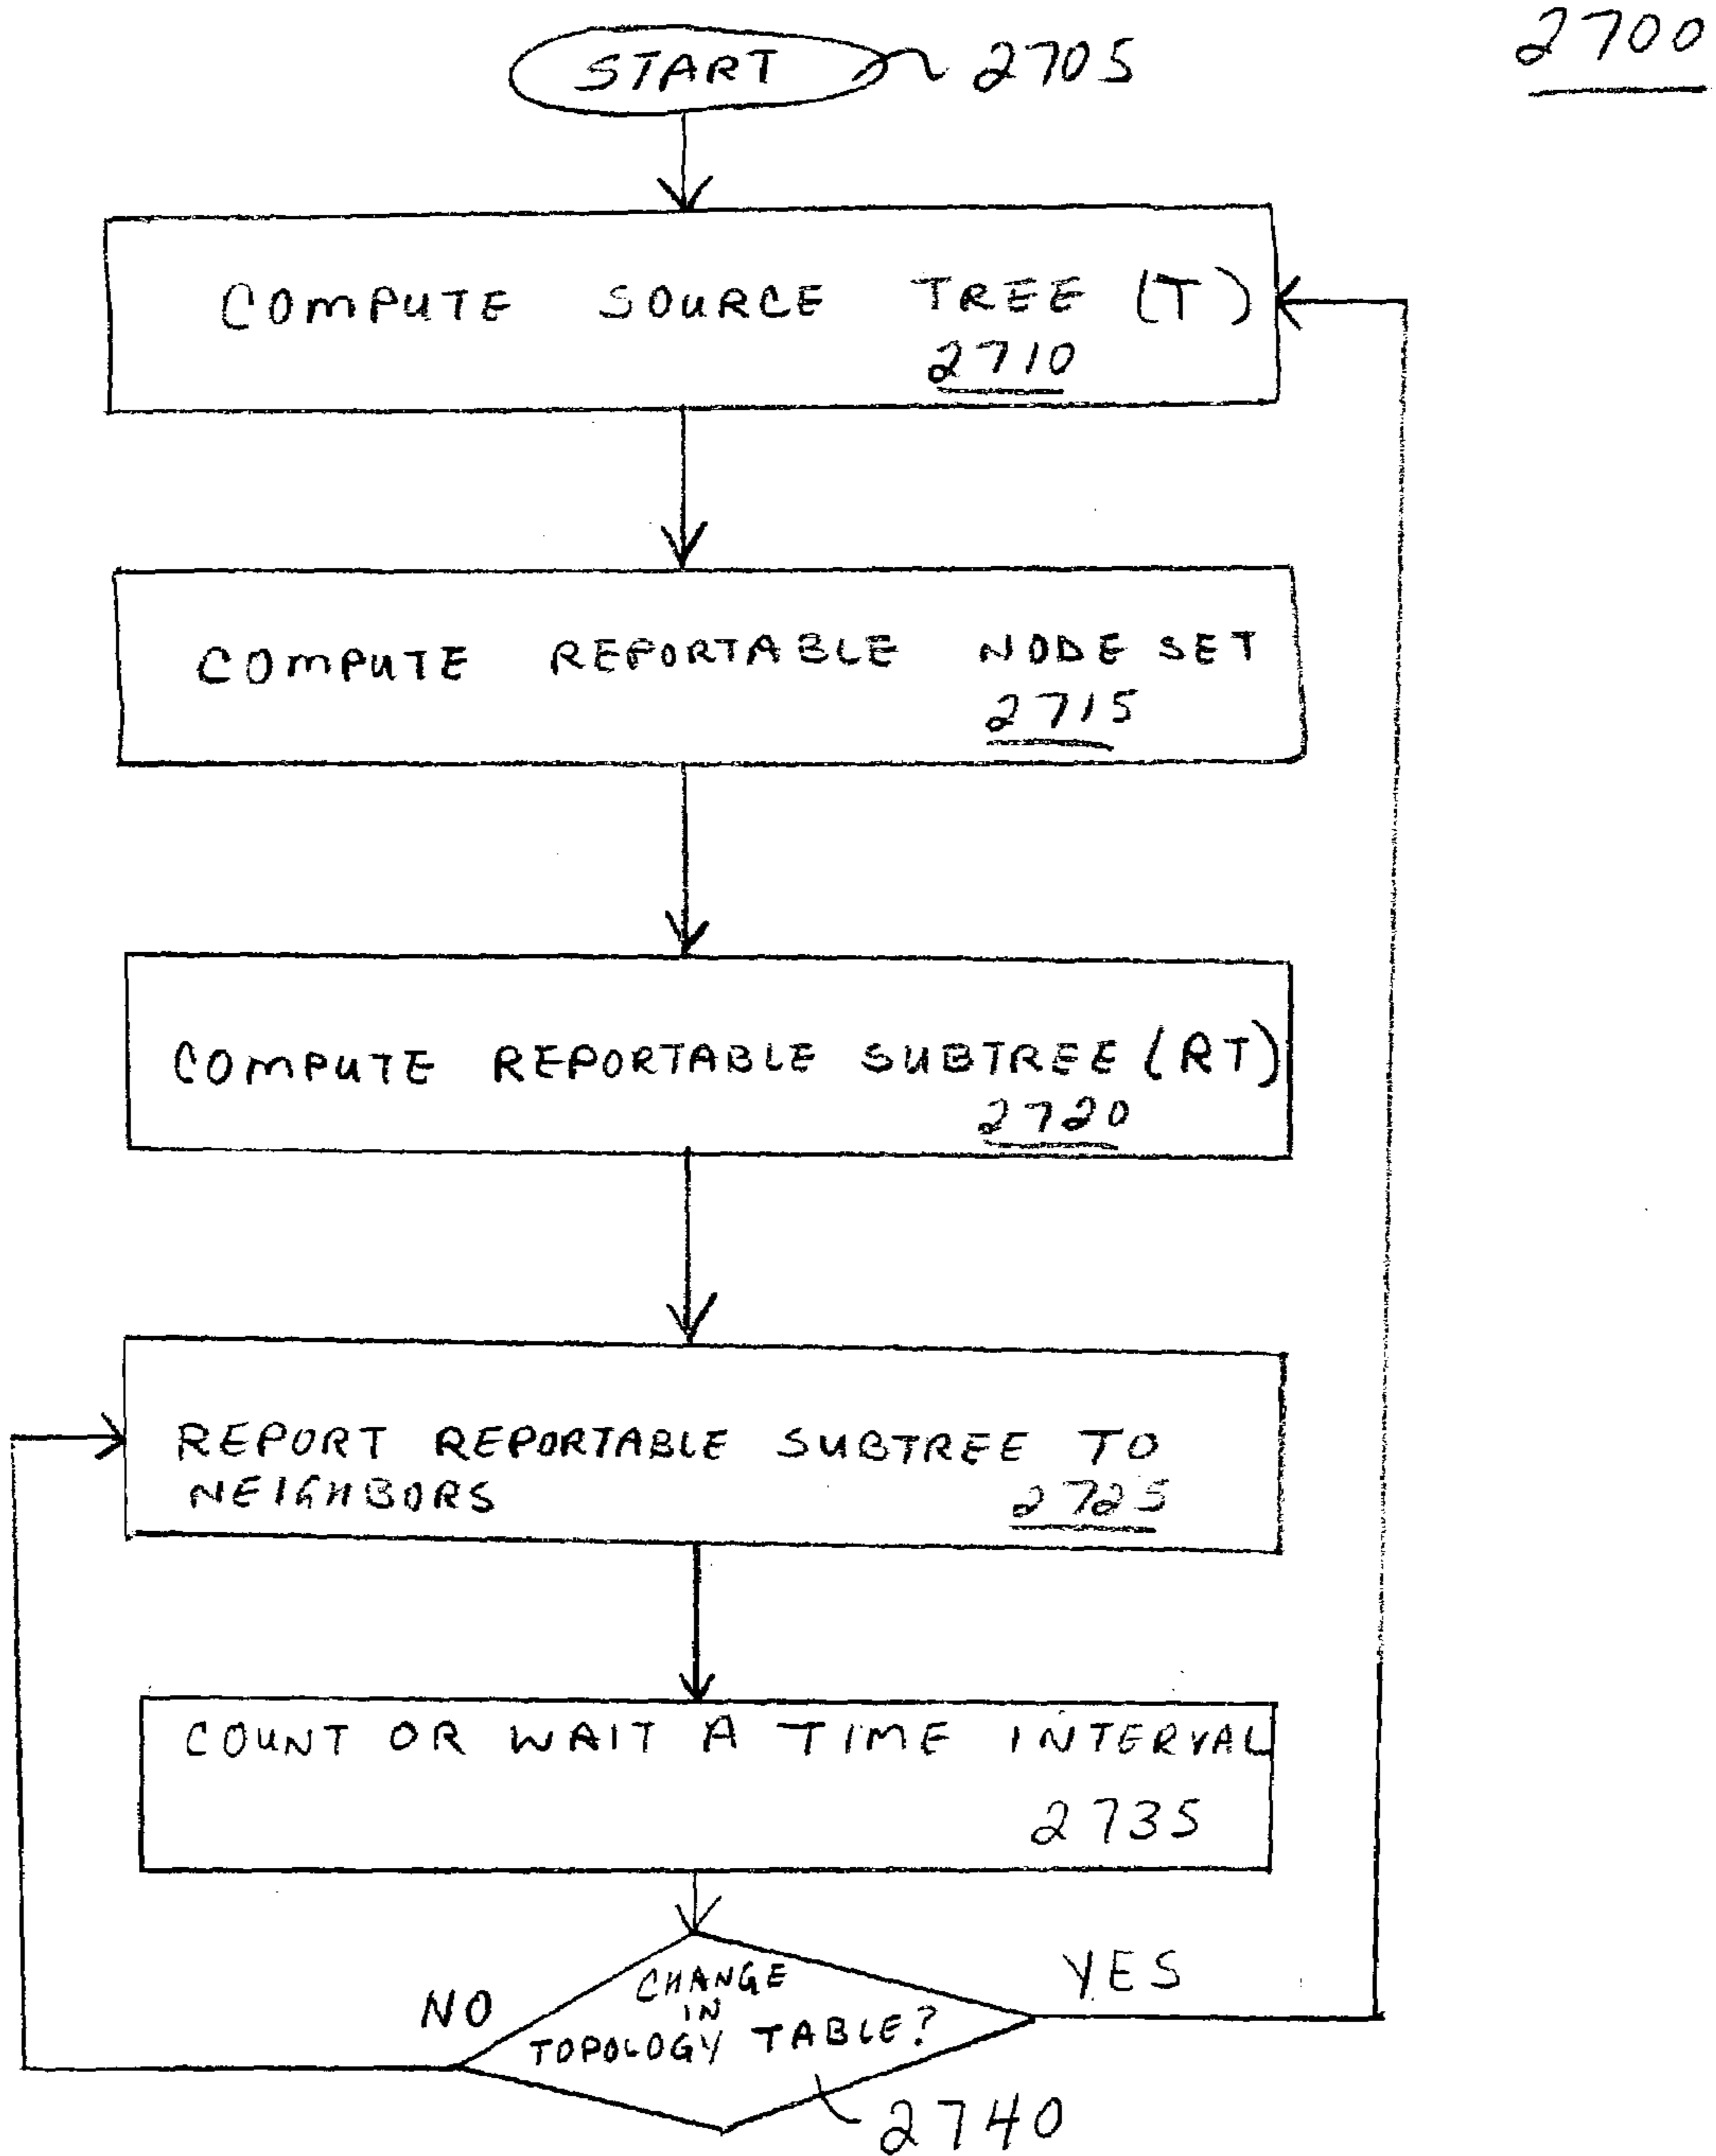 2700
START 2705
COMPUTE SOURCE TREE (T)
2710
COMPUTE REPORTABLE NODE SET
2715
COMPUTE REPORTABLE SUBTREE (RT)
2720
REPORT REPORTABLE SUBTREE TO
NEIGHBORS 2725
COUNT OR WAIT A TIME INTERVAL
2735
NO
CHANGE
IN
TOPOLOGY TABLE?
YES
2740